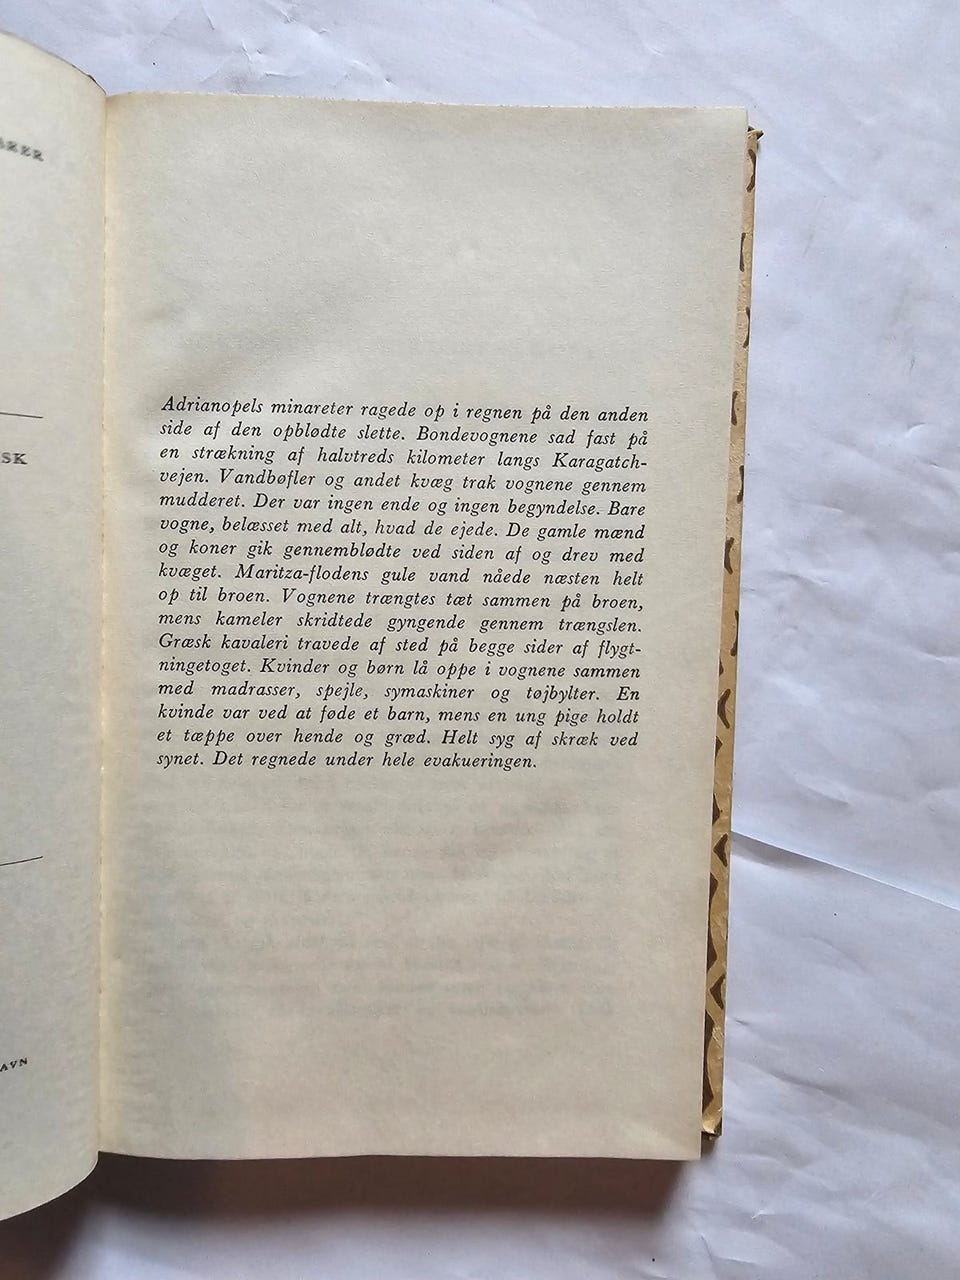 SK
Adrianopels minareter ragede op i regnen på den anden
side af den opblødte slette. Bondevognene sad fast på
en strækning af halvtreds kilometer langs Karagatch-
vejen. Vandbøfler og andet kvæg trak vognene gennem
mudderet. Der var ingen ende og ingen begyndelse. Bare
vogne, belæsset med alt, hvad de ejede. De gamle mænd
og koner gik gennemblødte ved siden af og drev med
kvæget. Maritza-flodens gule vand nåede næsten helt
op til broen. Vognene trængtes tæt sammen på broen,
mens kameler skridtede gyngende gennem trængslen.
Græsk kavaleri travede af sted på begge sider af flygt-
ningetoget. Kvinder og børn lå oppe i vognene sammen
med madrasser, spejle, symaskiner og tøjbylter. En
kvinde var ved at føde et barn, mens en ung pige holdt
et tæppe over hende og græd. Helt syg af skræk ved
synet. Det regnede under hele evakueringen.
AVN